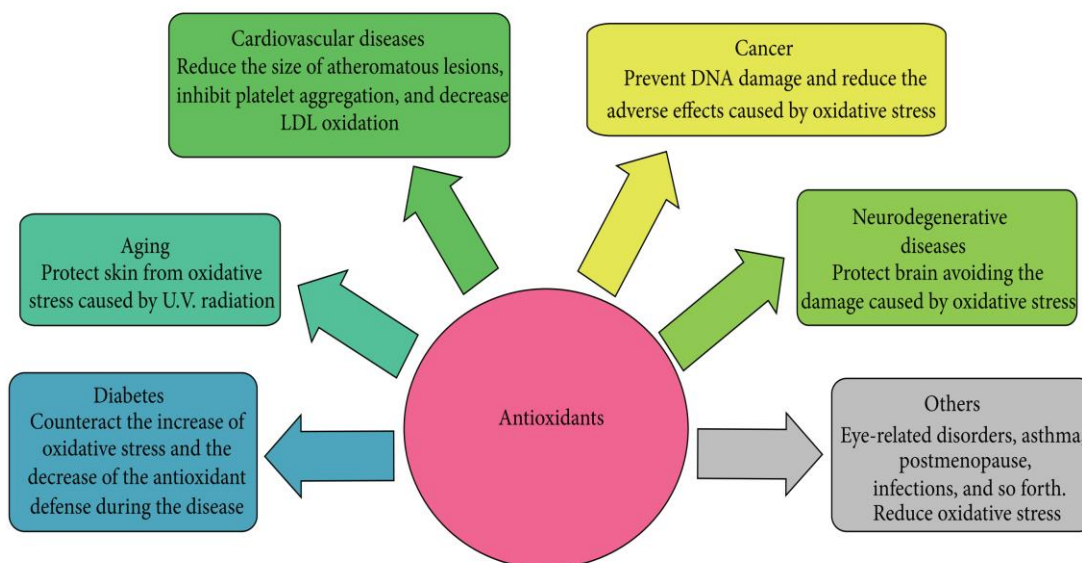 Cardiovascular diseases
Reduce the size of atheromatous lesions,
inhibit platelet aggregation, and decrease
LDL oxidation
Cancer
Prevent DNA damage and reduce the
adverse effects caused by oxidative stress
Aging
Protect skin from oxidative
stress caused by U.V. radiation
Neurodegenerative
diseases
Protect brain avoiding the
damage caused by oxidative stress
Diabetes
Counteract the increase of
oxidative stress and the
decrease of the antioxidant
defense during the disease
Antioxidants
Others
Eye-related disorders, asthma,
postmenopause,
infections, and so forth.
Reduce oxidative stress